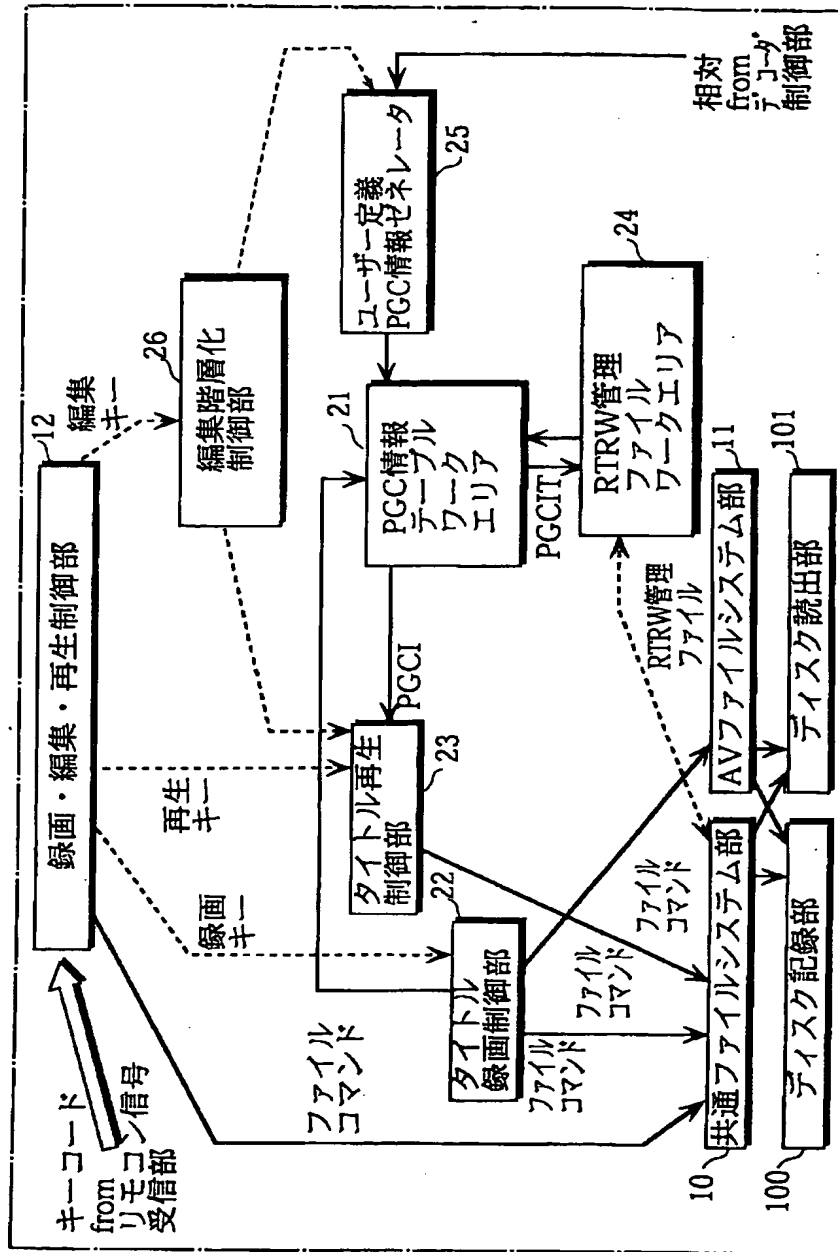 キーコード
from
リモコン信号
受信部
録画・編集・再生制御部
12
編集
キー
26
編集階層化
制御部
録画
キー
再生
キー
ファイル
コマンド
タイトル
録画制御部
22
タイトル再生
制御部
23
PGCI
PGC情報
テーブル
ワーク
エリア
21
ユーザー定義
PGC情報ゼネレータ
25
相対
from
デコーダ
制御部
PGCIT
RTRW管理
ファイル
ワークエリア
24
RTRW管理
ファイル
ファイル
コマンド
ファイル
コマンド
ファイル
コマンド
10
共通ファイルシステム部
AVファイルシステム部
11
100
ディスク記録部
ディスク読出部
101